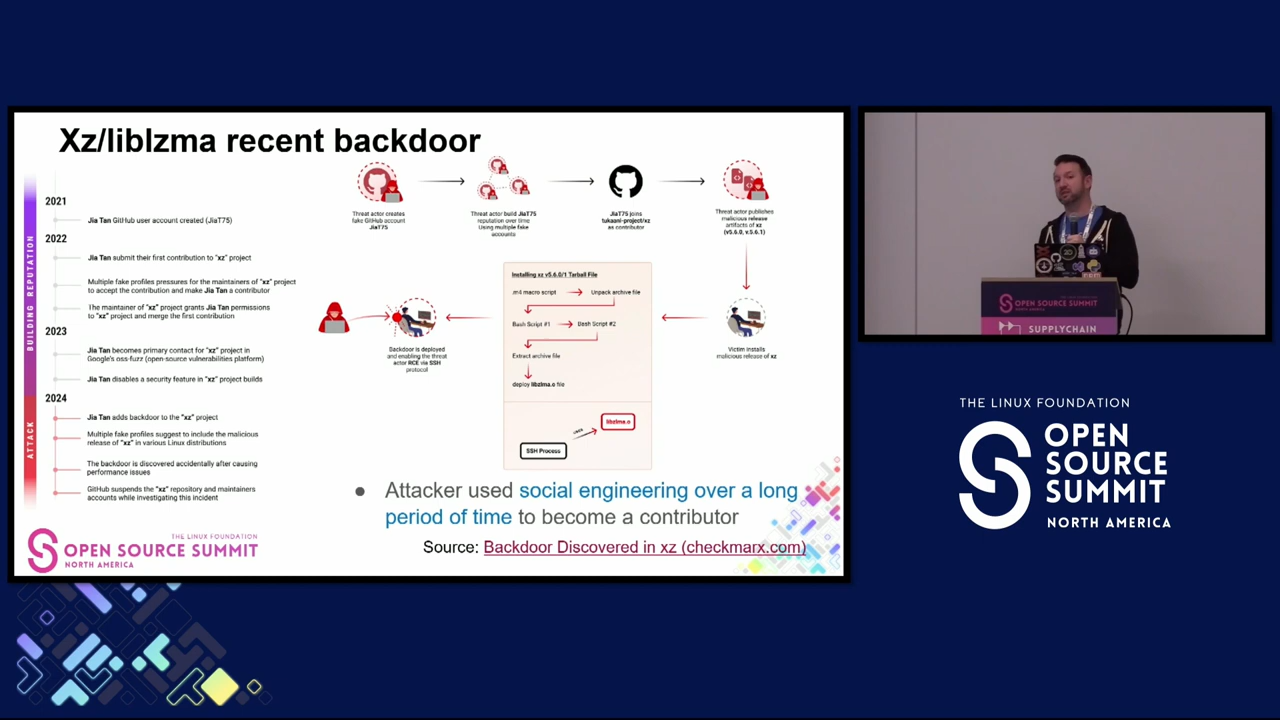 Xz/liblzma recent backdoor
BUILDING REPUTATION
ATTACK
2021
Jia Tan GitHub user account created (JiaT75)
2022
Jia Tan submit their first contribution to "xz" project
Multiple fake profiles pressures for the maintainers of "xz" project
to accept the contribution and make Jia Tan a contributor
The maintainer of "xz" project grants Jia Tan permissions
to "xz" project and merge the first contribution
2023
Jia Tan becomes primary contact for "xz" project in
Google's oss-fuzz (open-source vulnerabilities platform)
Jia Tan disables a security feature in "xz" project builds
2024
Jia Tan adds backdoor to the "xz" project
Multiple fake profiles suggest to include the malicious
release of "xz" in various Linux distributions
The backdoor is discovered accidentally after causing
performance issues
GitHub suspends the "xz" repository and maintainers
accounts while investigating this incident
Threat actor creates
fake GitHub account
JiaT75
Threat actor build JiaT75
reputation over time
Using multiple fake
accounts
JiaT75 joins
tukaani-project/xz
as contributor
Threat actor publishes
malicious release
artifacts of xz
(v5.6.0, v.5.6.1)
Victim installs
malicious release of xz
Installing xz v5.6.0/1 Tarball File
.m4 macro script
Unpack archive file
Bash Script #1
Bash Script #2
Extract archive file
deploy liblzma.o file
liblzma.o
SSH Process
Backdoor is deployed
and enabling the threat
actor RCE via SSH
protocol
● Attacker used social engineering over a long
period of time to become a contributor
Source: Backdoor Discovered in xz (checkmarx.com)
THE LINUX FOUNDATION
OPEN SOURCE SUMMIT
NORTH AMERICA
OPEN SOURCE SUMMIT
SUPPLYCHAIN
THE LINUX FOUNDATION
OPEN
SOURCE
SUMMIT
NORTH AMERICA